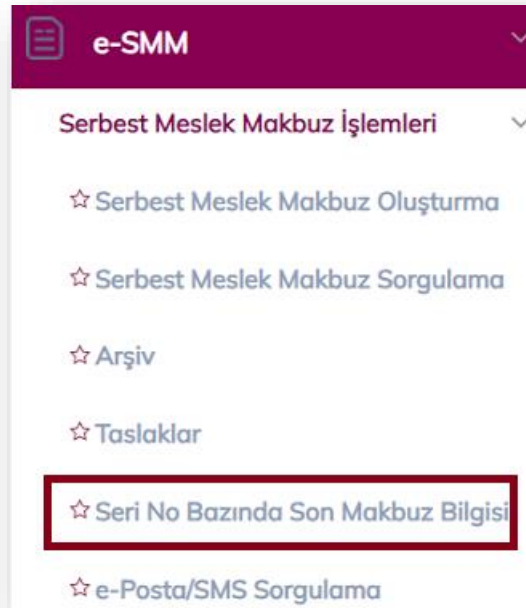 e-SMM
Serbest Meslek Makbuz İşlemleri
Serbest Meslek Makbuz Oluşturma
Serbest Meslek Makbuz Sorgulama
Arşiv
Taslaklar
Seri No Bazında Son Makbuz Bilgisi
e-Posta/SMS Sorgulama